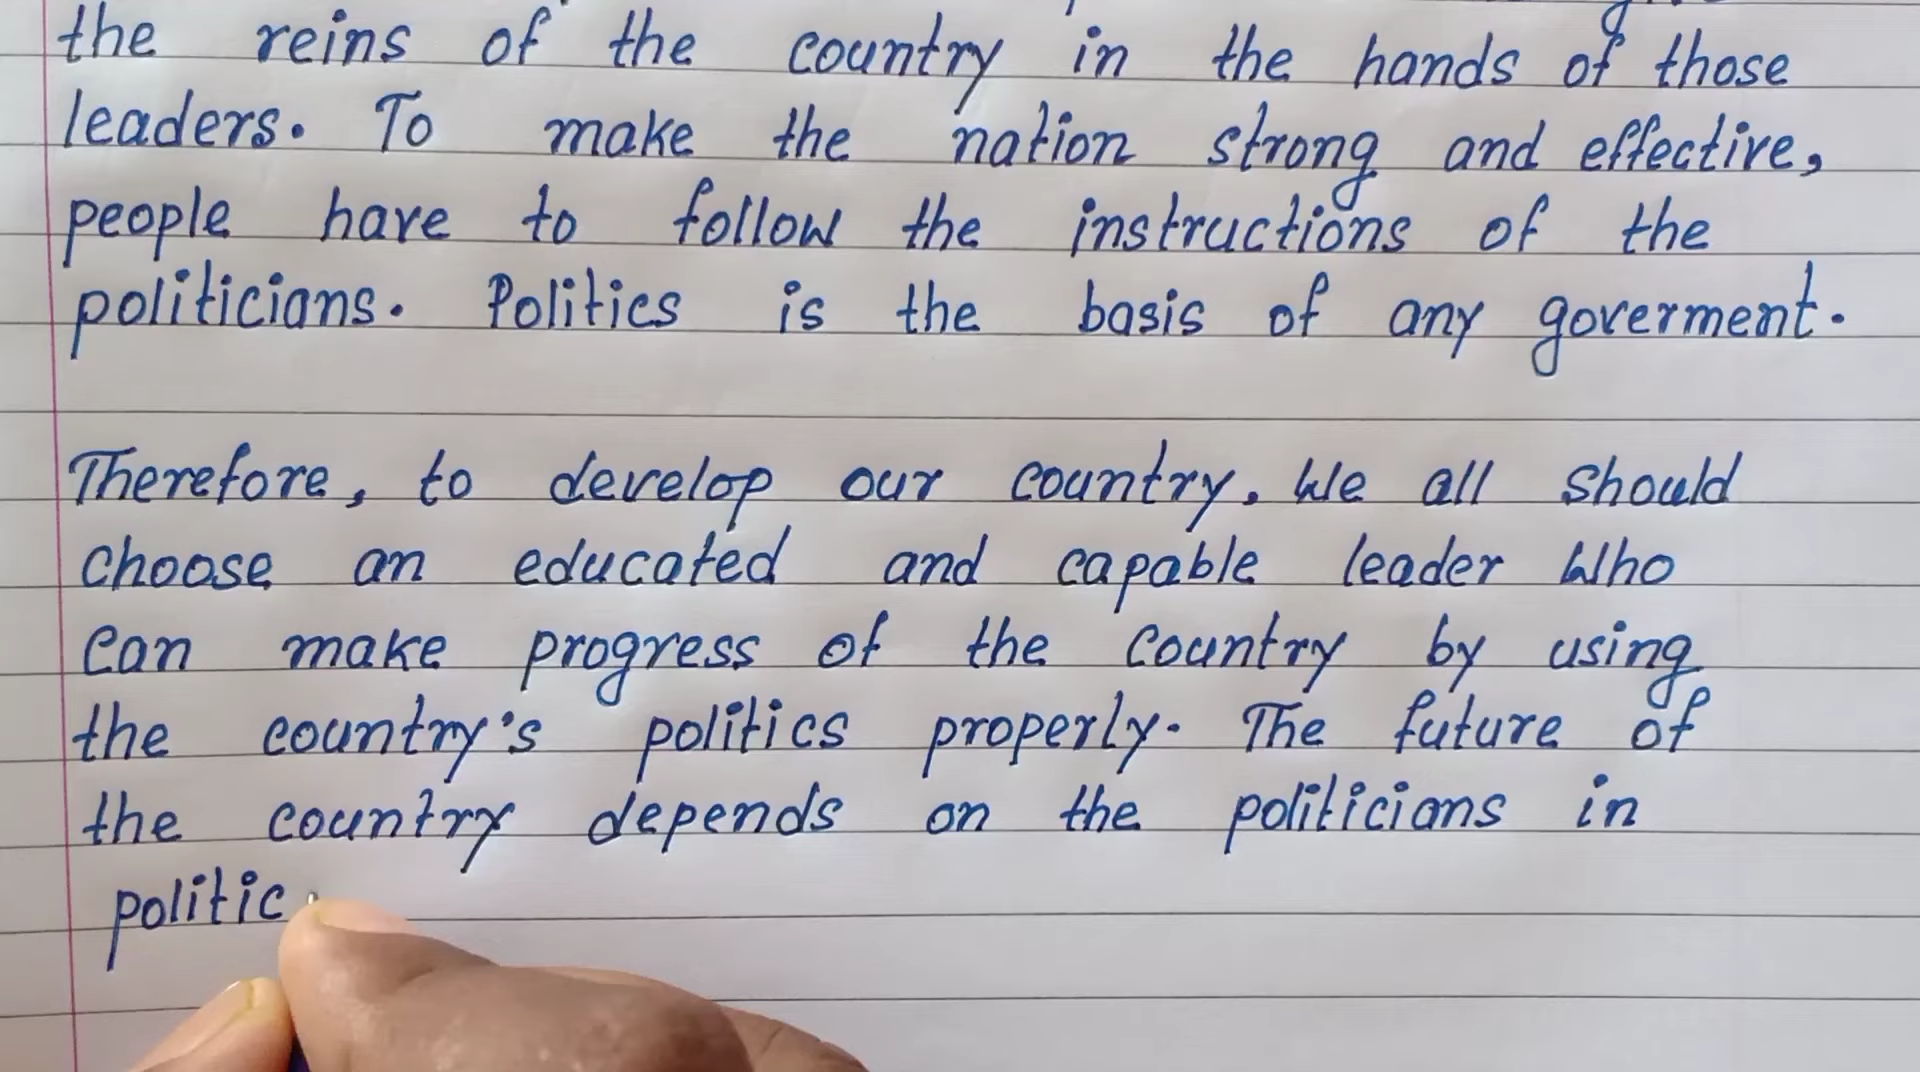 the reins of the country in the hands of those
leaders. To make the nation strong and effective,
people have to follow the instructions of the
politicians. Politics is the basis of any goverment.
Therefore, to develop our country. We all should
choose an educated and capable leader who
can make progress of the country by using
the country's politics properly. The future of
the country depends on the politicians in
politic